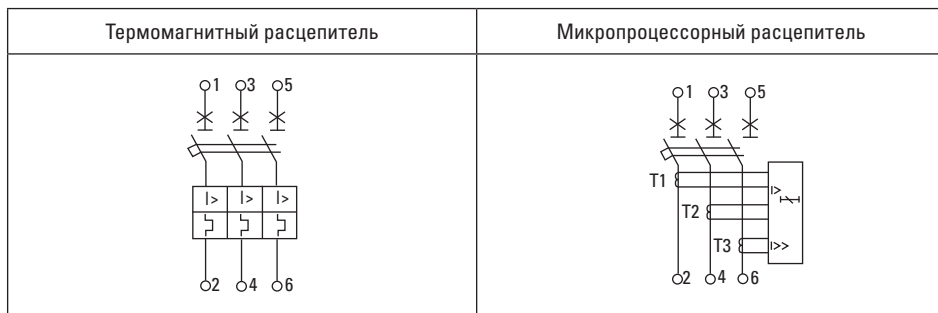 Термомагнитный расцепитель
Микропроцессорный расцепитель
1 3 5
I> I> I>
2 4 6
1 3 5
T1
I>
T2
T3
I>>
2 4 6